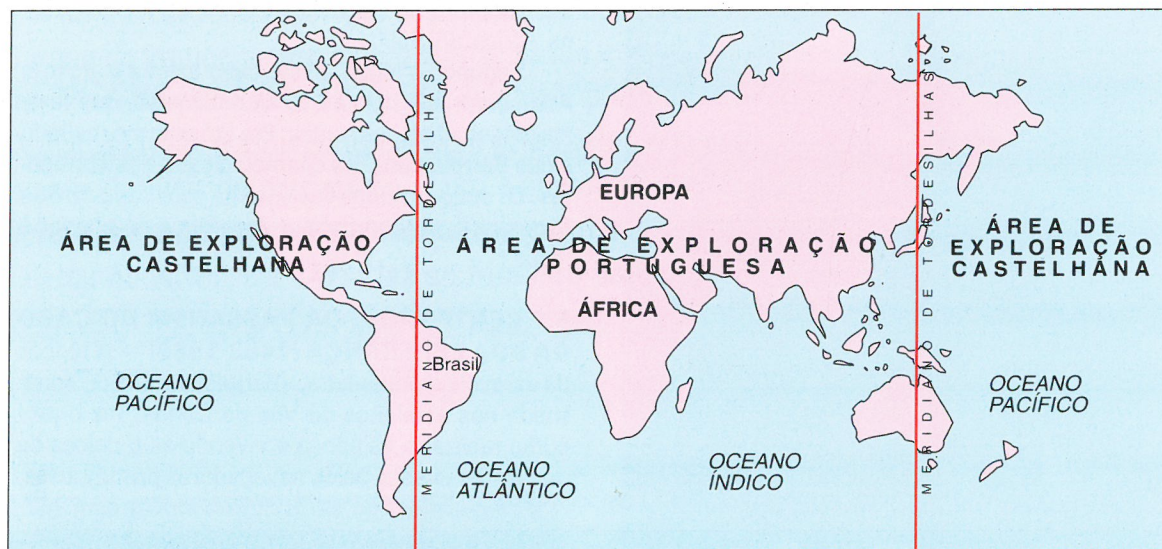 MERIDIANO DE TORDESILHAS
MERIDIANO DE TORDESILHAS
EUROPA
ÁREA DE EXPLORAÇÃO
CASTELHANA
ÁREA DE EXPLORAÇÃO
PORTUGUESA
ÁREA DE
EXPLORAÇÃO
CASTELHANA
ÁFRICA
Brasil
OCEANO
PACÍFICO
OCEANO
PACÍFICO
OCEANO
ATLÂNTICO
OCEANO
ÍNDICO